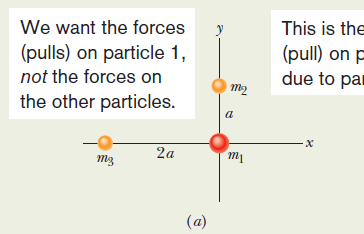 We want the forces
(pulls) on particle 1,
not the forces on
the other particles.
This is the
(pull) on
due to
y
m2
a
x
m3
2a
m1
(a)